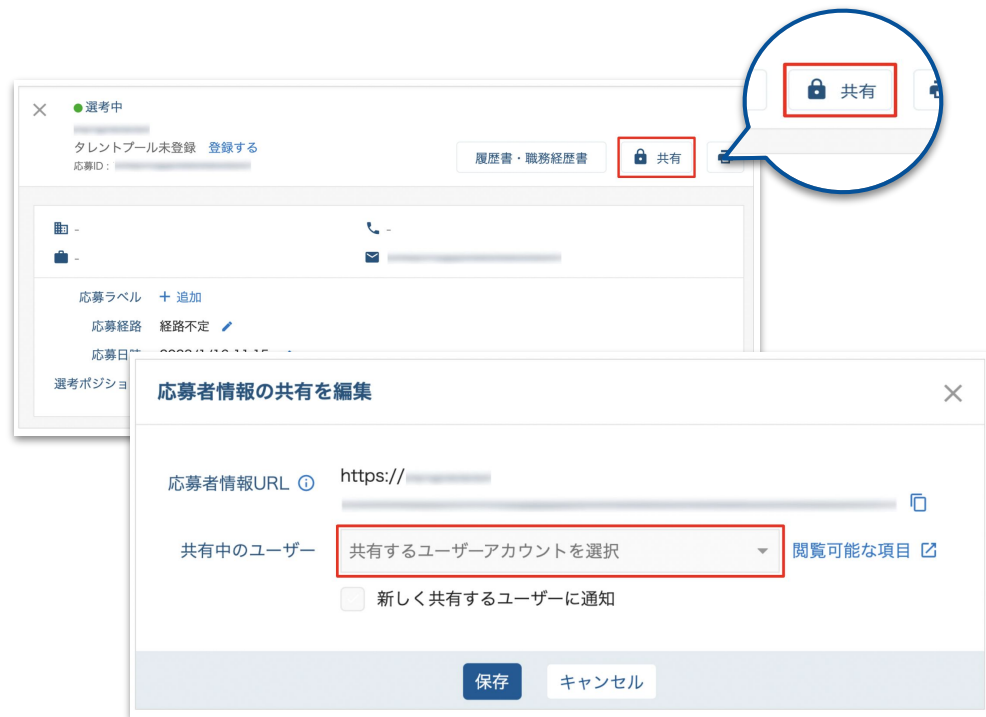 共有
選考中
タレントプール未登録 登録する
応募ID：
履歴書・職務経歴書
共有
-
-
-
応募ラベル + 追加
応募経路 経路不定
応募日
選考ポジショ
応募者情報の共有を編集
応募者情報URL https://
共有中のユーザー 共有するユーザーアカウントを選択 閲覧可能な項目
新しく共有するユーザーに通知
保存 キャンセル